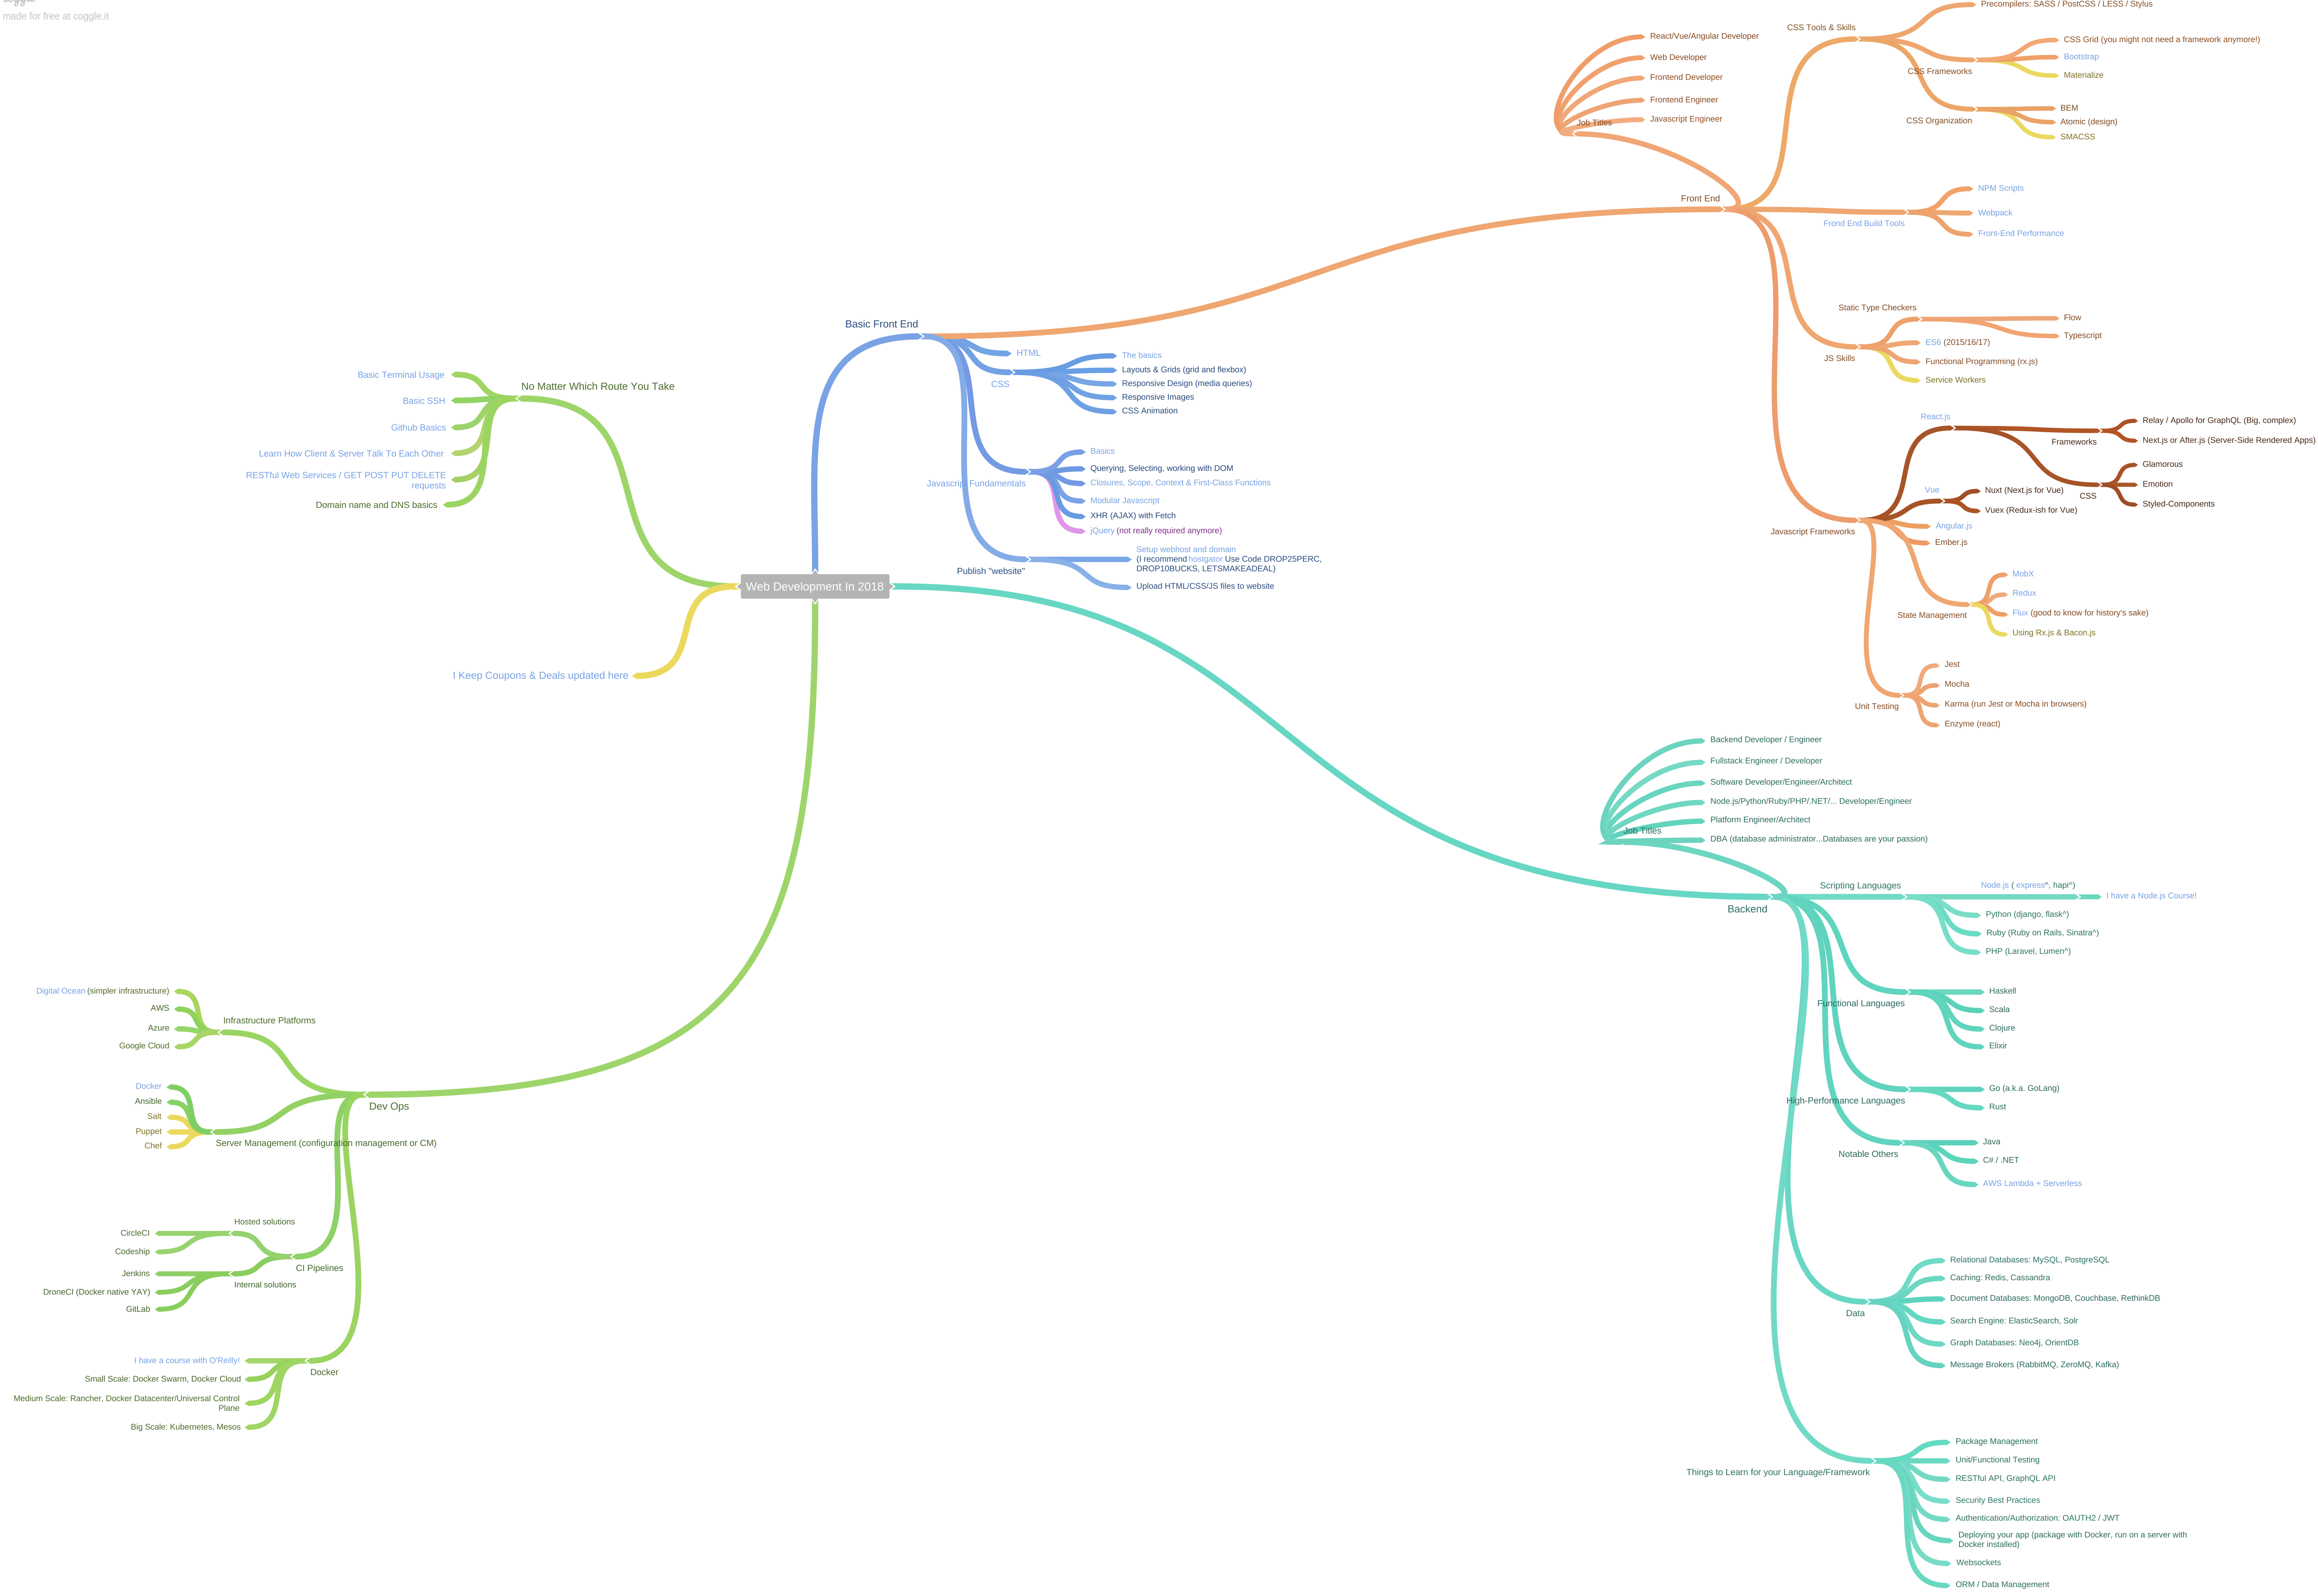 made for free at coggle.it
Web Development In 2018
No Matter Which Route You Take
Basic Terminal Usage
Basic SSH
Github Basics
Learn How Client & Server Talk To Each Other
RESTful Web Services / GET POST PUT DELETE
requests
Domain name and DNS basics
I Keep Coupons & Deals updated here
Basic Front End
HTML
CSS
The basics
Layouts & Grids (grid and flexbox)
Responsive Design (media queries)
Responsive Images
CSS Animation
Javascript Fundamentals
Basics
Querying, Selecting, working with DOM
Closures, Scope, Context & First-Class Functions
Modular Javascript
XHR (AJAX) with Fetch
jQuery (not really required anymore)
Publish "website"
Setup webhost and domain
(I recommend hostgator Use Code DROP25PERC,
DROP10BUCKS, LETSMAKEADEAL)
Upload HTML/CSS/JS files to website
Front End
Job Titles
React/Vue/Angular Developer
Web Developer
Frontend Developer
Frontend Engineer
Javascript Engineer
CSS Tools & Skills
Precompilers: SASS / PostCSS / LESS / Stylus
CSS Frameworks
CSS Grid (you might not need a framework anymore!)
Bootstrap
Materialize
CSS Organization
BEM
Atomic (design)
SMACSS
Frond End Build Tools
NPM Scripts
Webpack
Front-End Performance
JS Skills
Static Type Checkers
Flow
Typescript
ES6 (2015/16/17)
Functional Programming (rx.js)
Service Workers
Javascript Frameworks
React.js
Frameworks
Relay / Apollo for GraphQL (Big, complex)
Next.js or After.js (Server-Side Rendered Apps)
CSS
Glamorous
Emotion
Styled-Components
Vue
Nuxt (Next.js for Vue)
Vuex (Redux-ish for Vue)
Angular.js
Ember.js
State Management
MobX
Redux
Flux (good to know for history's sake)
Using Rx.js & Bacon.js
Unit Testing
Jest
Mocha
Karma (run Jest or Mocha in browsers)
Enzyme (react)
Backend
Job Titles
Backend Developer / Engineer
Fullstack Engineer / Developer
Software Developer/Engineer/Architect
Node.js/Python/Ruby/PHP/.NET/... Developer/Engineer
Platform Engineer/Architect
DBA (database administrator...Databases are your passion)
Scripting Languages
Node.js ( express^, hapi^)
I have a Node.js Course!
Python (django, flask^)
Ruby (Ruby on Rails, Sinatra^)
PHP (Laravel, Lumen^)
Functional Languages
Haskell
Scala
Clojure
Elixir
High-Performance Languages
Go (a.k.a. GoLang)
Rust
Notable Others
Java
C# / .NET
AWS Lambda + Serverless
Data
Relational Databases: MySQL, PostgreSQL
Caching: Redis, Cassandra
Document Databases: MongoDB, Couchbase, RethinkDB
Search Engine: ElasticSearch, Solr
Graph Databases: Neo4j, OrientDB
Message Brokers (RabbitMQ, ZeroMQ, Kafka)
Things to Learn for your Language/Framework
Package Management
Unit/Functional Testing
RESTful API, GraphQL API
Security Best Practices
Authentication/Authorization: OAUTH2 / JWT
Deploying your app (package with Docker, run on a server with
Docker installed)
Websockets
ORM / Data Management
Dev Ops
Infrastructure Platforms
Digital Ocean (simpler infrastructure)
AWS
Azure
Google Cloud
Server Management (configuration management or CM)
Docker
Ansible
Salt
Puppet
Chef
CI Pipelines
Hosted solutions
CircleCI
Codeship
Internal solutions
Jenkins
DroneCI (Docker native YAY)
GitLab
Docker
I have a course with O'Reilly!
Small Scale: Docker Swarm, Docker Cloud
Medium Scale: Rancher, Docker Datacenter/Universal Control
Plane
Big Scale: Kubernetes, Mesos